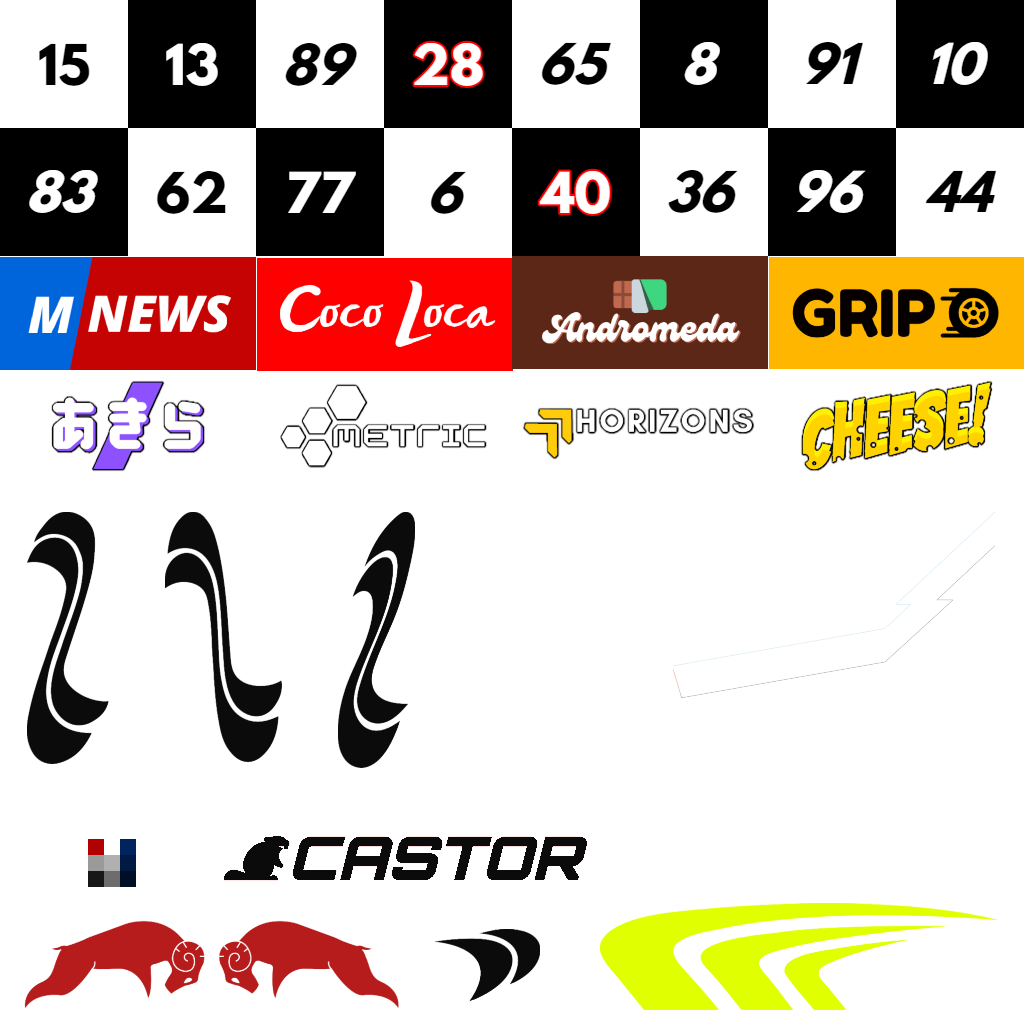 15 13 89 28 65 8 91 10
83 62 77 6 40 36 96 44
M NEWS Coco Loca Andromeda GRIP
あきら METRIC HORIZONS CHEESE!
CASTOR